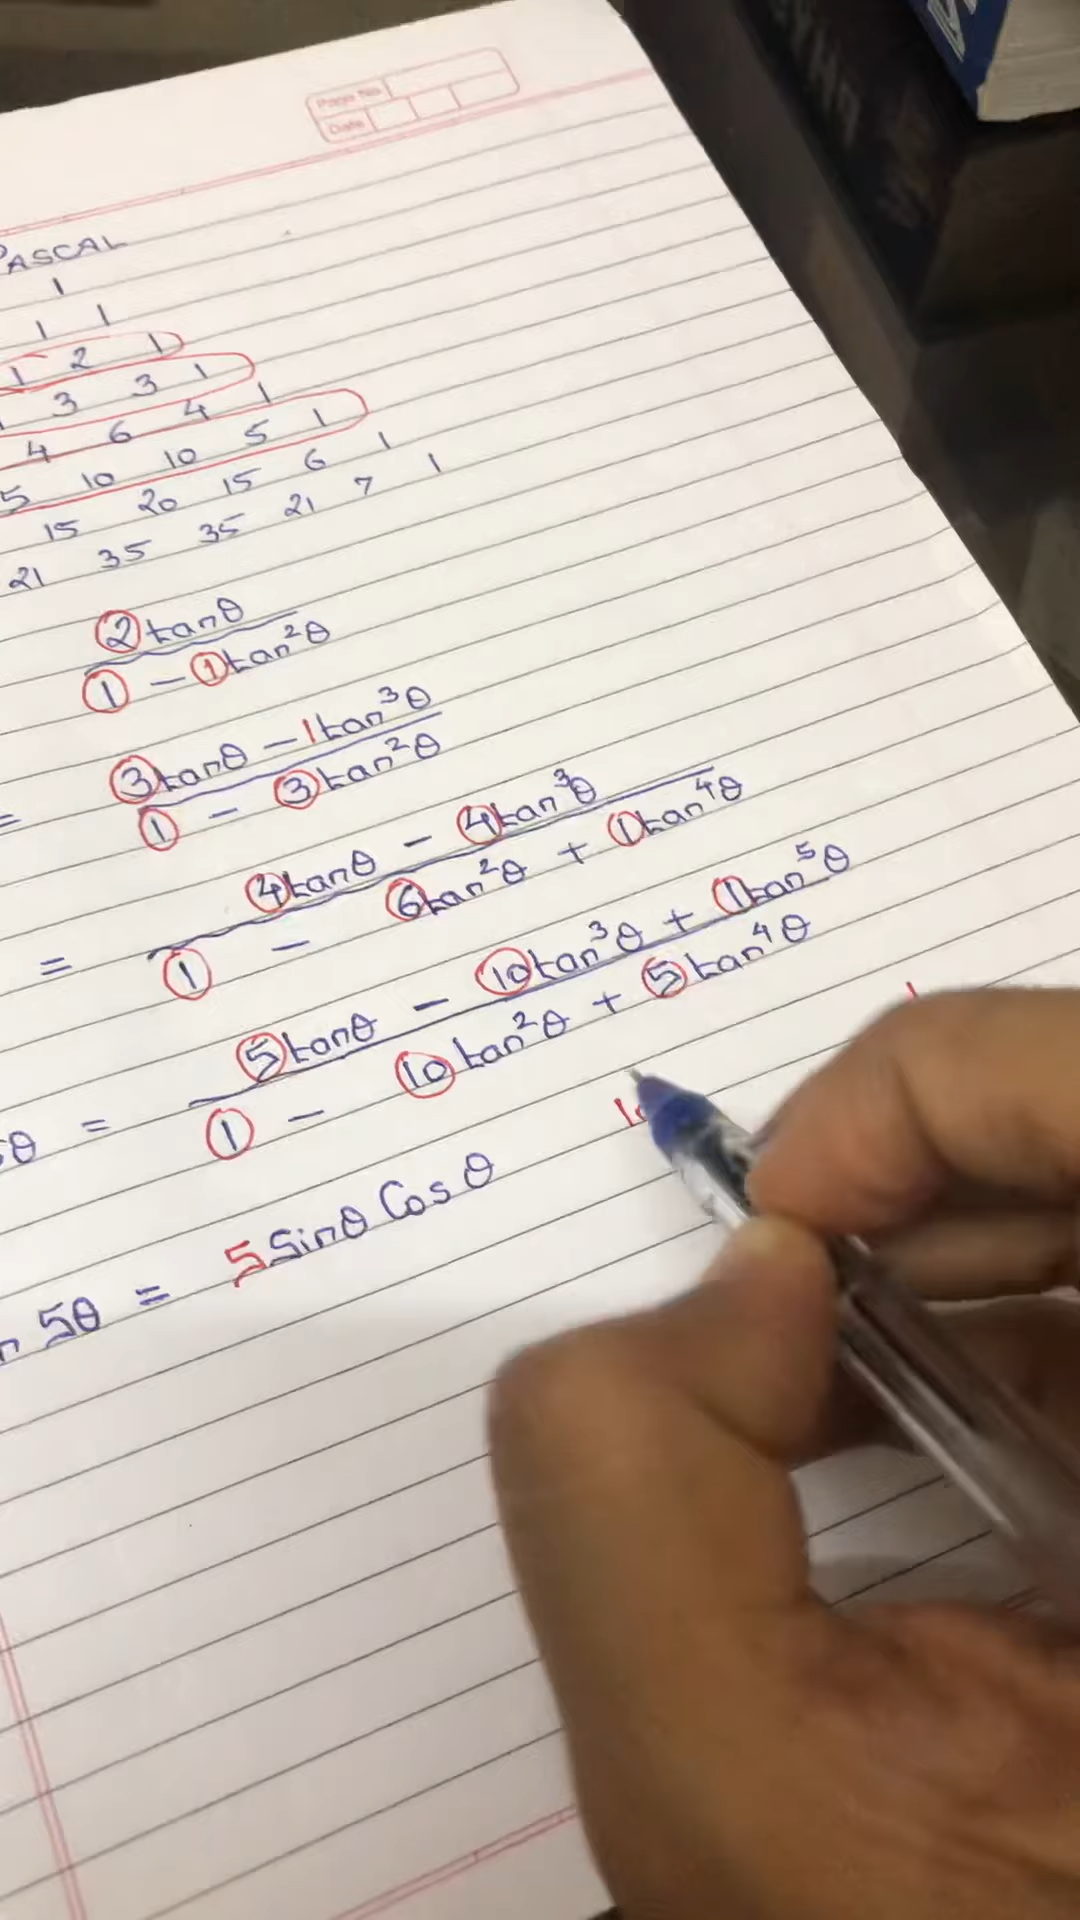 Page No.
Date
PASCAL
1
1 1
1 2 1
1 3 3 1
4 6 4 1
5 10 10 5 1
15 20 15 6 1
21 35 35 21 7 1
2tanθ
1 - 1tan²θ
3tanθ - 1tan³θ
= 1 - 3tan²θ
4tanθ - 4tan³θ
= 1 - 6tan²θ + 1tan⁴θ
5tanθ - 10tan³θ + 1tan⁵θ
5θ = 1 - 10tan²θ + 5tan⁴θ
n 5θ = 5Sinθ Cosθ